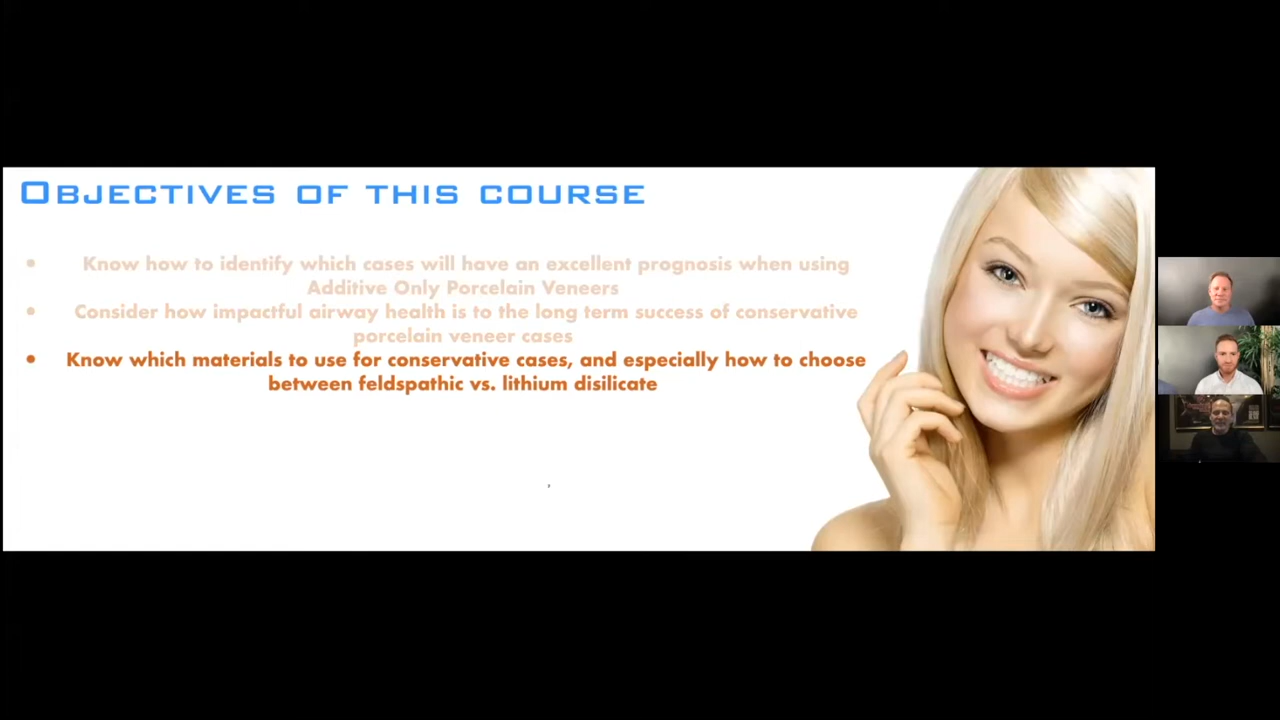 OBJECTIVES OF THIS COURSE
• Know how to identify which cases will have an excellent prognosis when using
Additive Only Porcelain Veneers
• Consider how impactful airway health is to the long term success of conservative
porcelain veneer cases
• Know which materials to use for conservative cases, and especially how to choose
between feldspathic vs. lithium disilicate